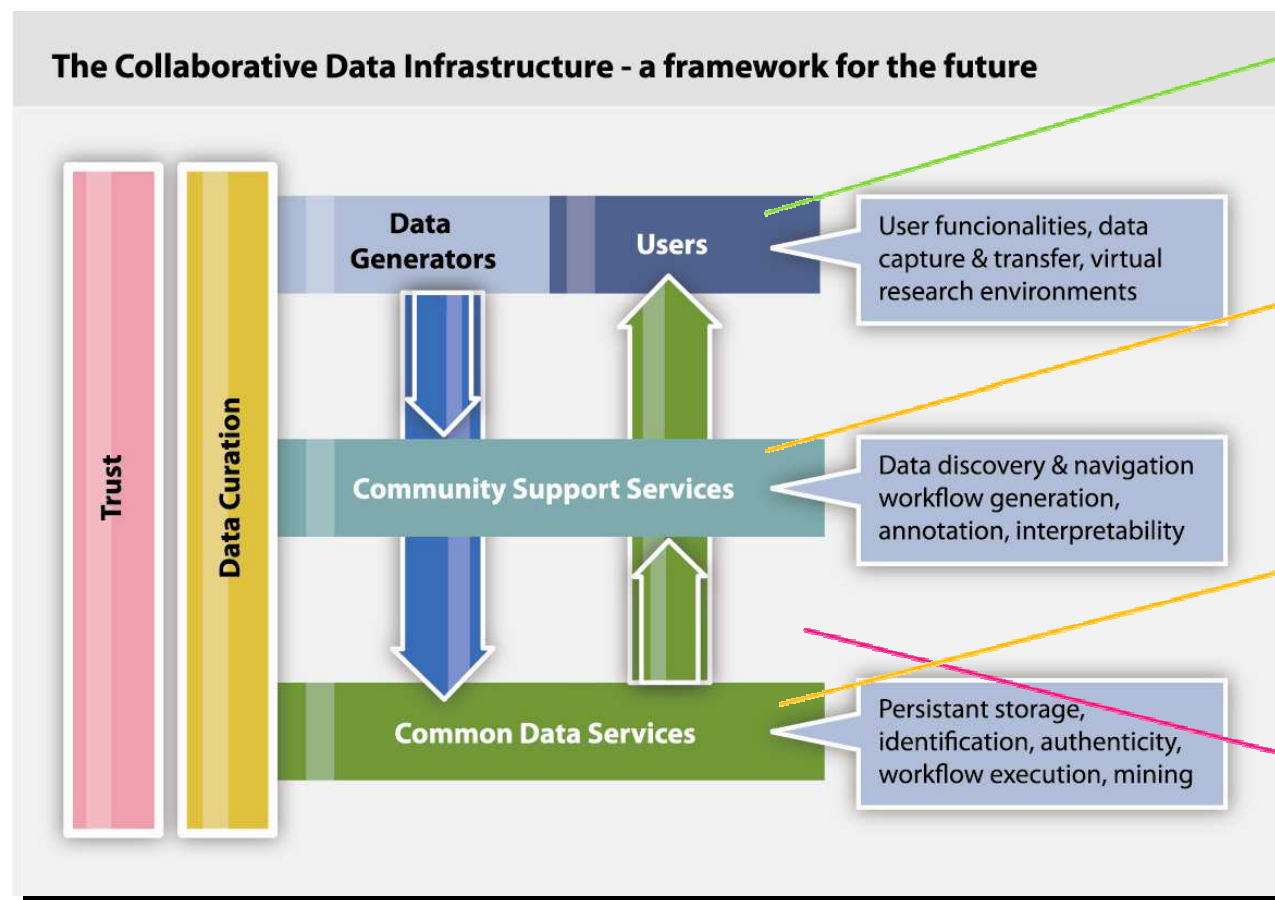 The Collaborative Data Infrastructure - a framework for the future
Trust
Data Curation
Data
Generators
Users
User funcionalities, data
capture & transfer, virtual
research environments
Community Support Services
Data discovery & navigation
workflow generation,
annotation, interpretability
Common Data Services
Persistant storage,
identification, authenticity,
workflow execution, mining